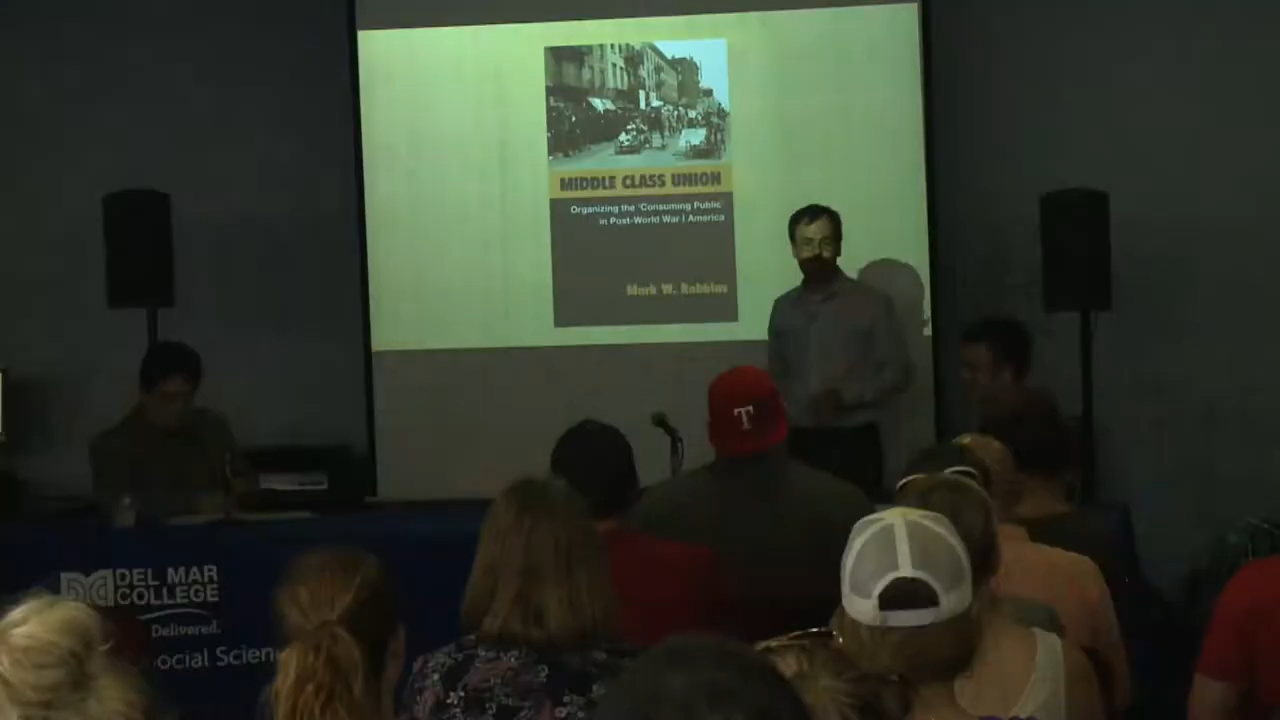 MIDDLE CLASS UNION
Organizing the 'Consuming Public'
in Post-World War I America
Mark W. Robbins
T
DEL MAR
COLLEGE
Delivered.
ocial Scien